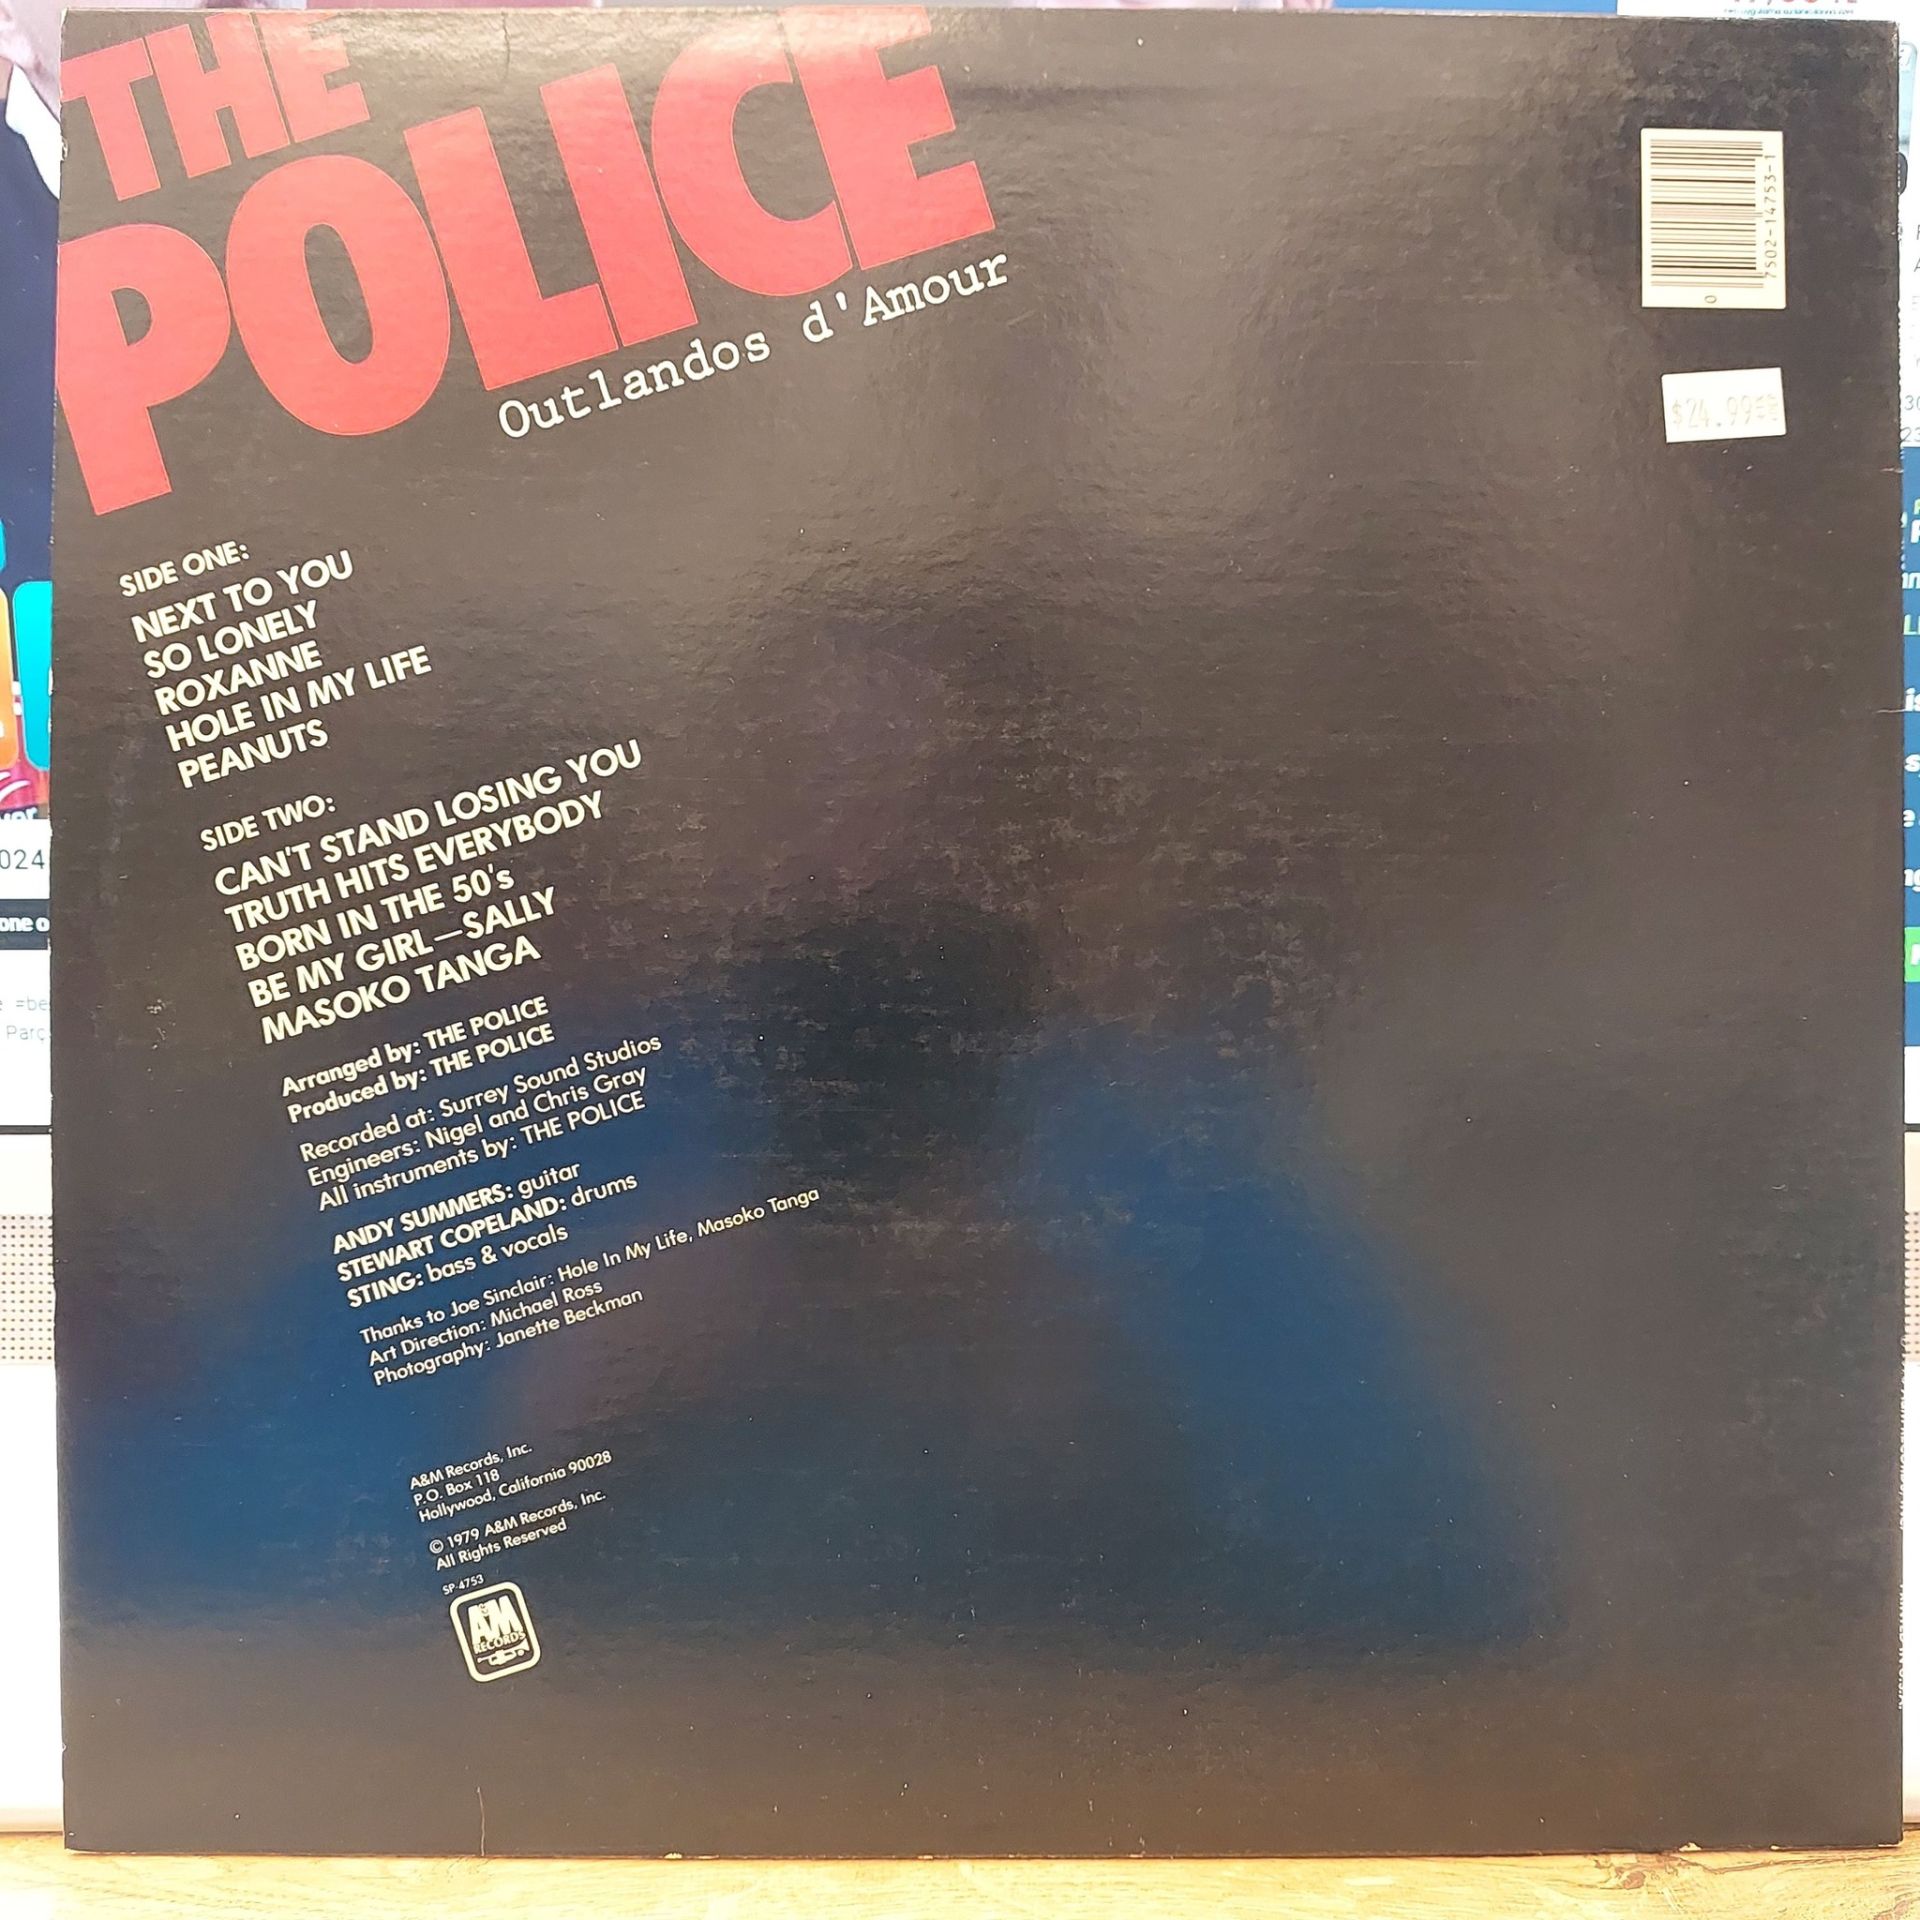 THE
POLICE
Outlandos d'Amour
7502-14753-1
0
$24.99
SIDE ONE:
NEXT TO YOU
SO LONELY
ROXANNE
HOLE IN MY LIFE
PEANUTS
SIDE TWO:
CAN'T STAND LOSING YOU
TRUTH HITS EVERYBODY
BORN IN THE 50's
BE MY GIRL—SALLY
MASOKO TANGA
Arranged by: THE POLICE
Produced by: THE POLICE
Recorded at: Surrey Sound Studios
Engineers: Nigel and Chris Gray
All instruments by: THE POLICE
ANDY SUMMERS: guitar
STEWART COPELAND: drums
STING: bass & vocals
Thanks to Joe Sinclair: Hole In My Life, Masoko Tanga
Art Direction: Michael Ross
Photography: Janette Beckman
A&M Records, Inc.
P.O. Box 118
Hollywood, California 90028
© 1979 A&M Records, Inc.
All Rights Reserved
SP-4753
A&M
RECORDS
024
one o
Parç